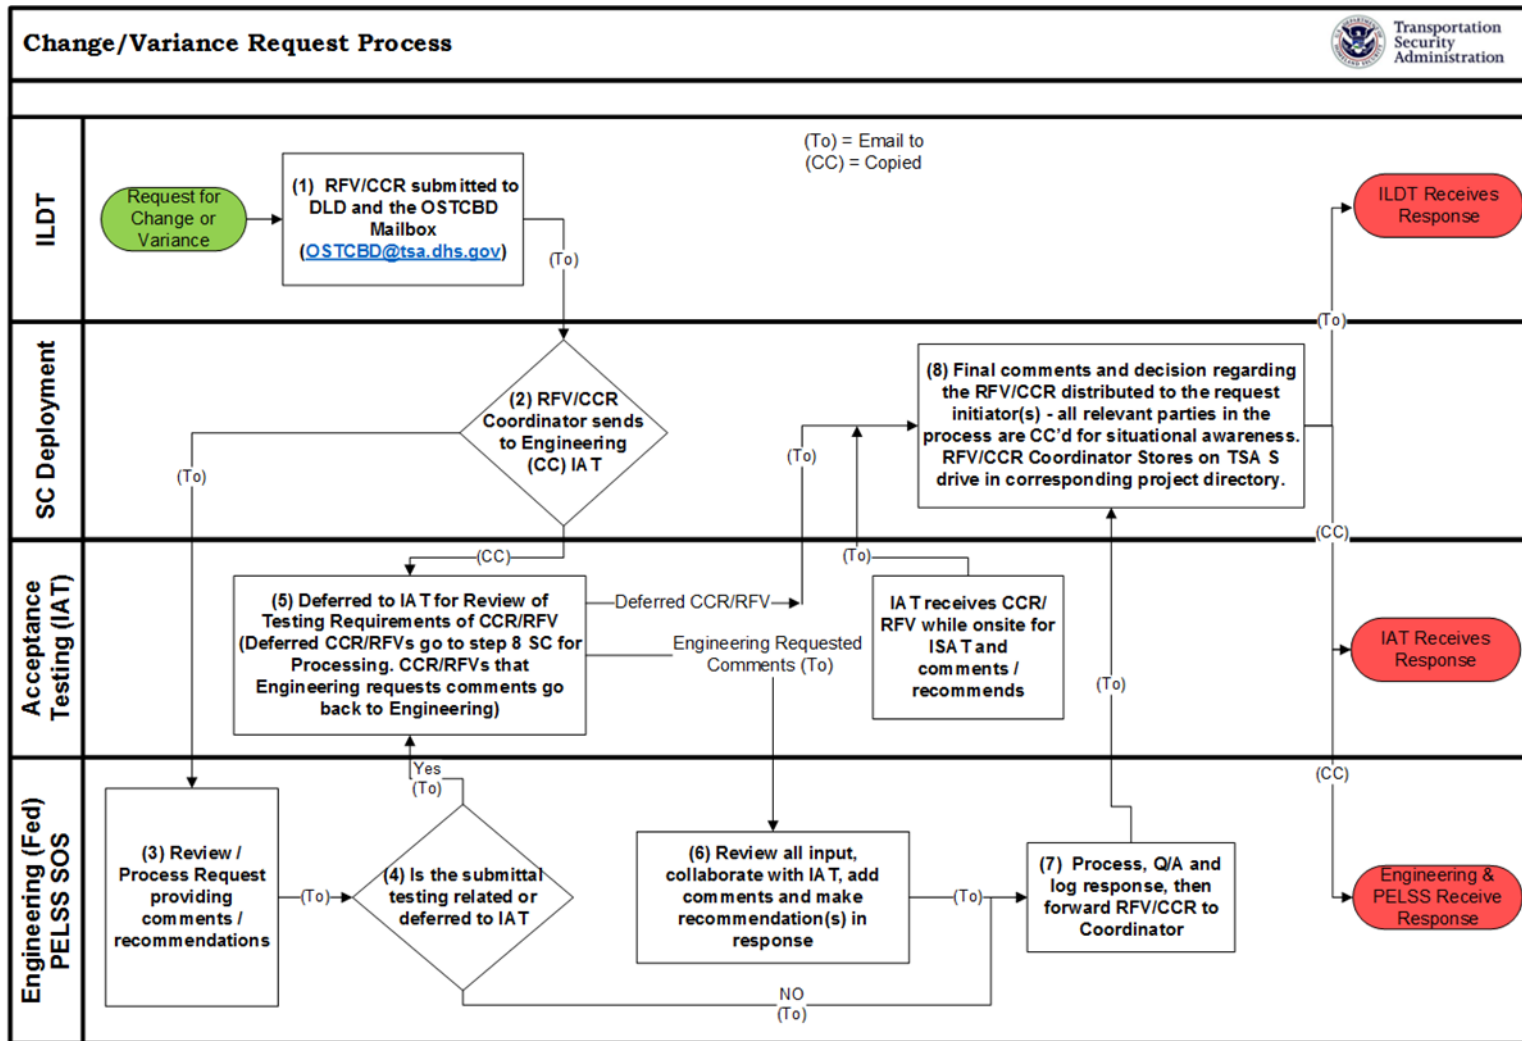 Change/Variance Request Process
Transportation
Security
Administration
ILDT
(To) = Email to
(CC) = Copied
Request for
Change or
Variance
(1) RFV/CCR submitted to
DLD and the OSTCBD
Mailbox
(OSTCBD@tsa.dhs.gov)
(To)
ILDT Receives
Response
(To)
SC Deployment
(2) RFV/CCR
Coordinator sends
to Engineering
(CC) IAT
(To)
(To)
(8) Final comments and decision regarding
the RFV/CCR distributed to the request
initiator(s) - all relevant parties in the
process are CC'd for situational awareness.
RFV/CCR Coordinator Stores on TSA S
drive in corresponding project directory.
(CC)
Acceptance
Testing (IAT)
(CC)
(5) Deferred to IAT for Review of
Testing Requirements of CCR/RFV
(Deferred CCR/RFVs go to step 8 SC for
Processing. CCR/RFVs that
Engineering requests comments go
back to Engineering)
Deferred CCR/RFV
Engineering Requested
Comments (To)
(To)
IAT receives CCR/
RFV while onsite for
ISAT and
comments /
recommends
(To)
IAT Receives
Response
(CC)
Engineering (Fed)
PELSS SOS
(3) Review /
Process Request
providing
comments /
recommendations
(To)
Yes
(To)
(4) Is the submittal
testing related or
deferred to IAT
NO
(To)
(6) Review all input,
collaborate with IAT, add
comments and make
recommendation(s) in
response
(To)
(7) Process, Q/A and
log response, then
forward RFV/CCR to
Coordinator
Engineering &
PELSS Receive
Response